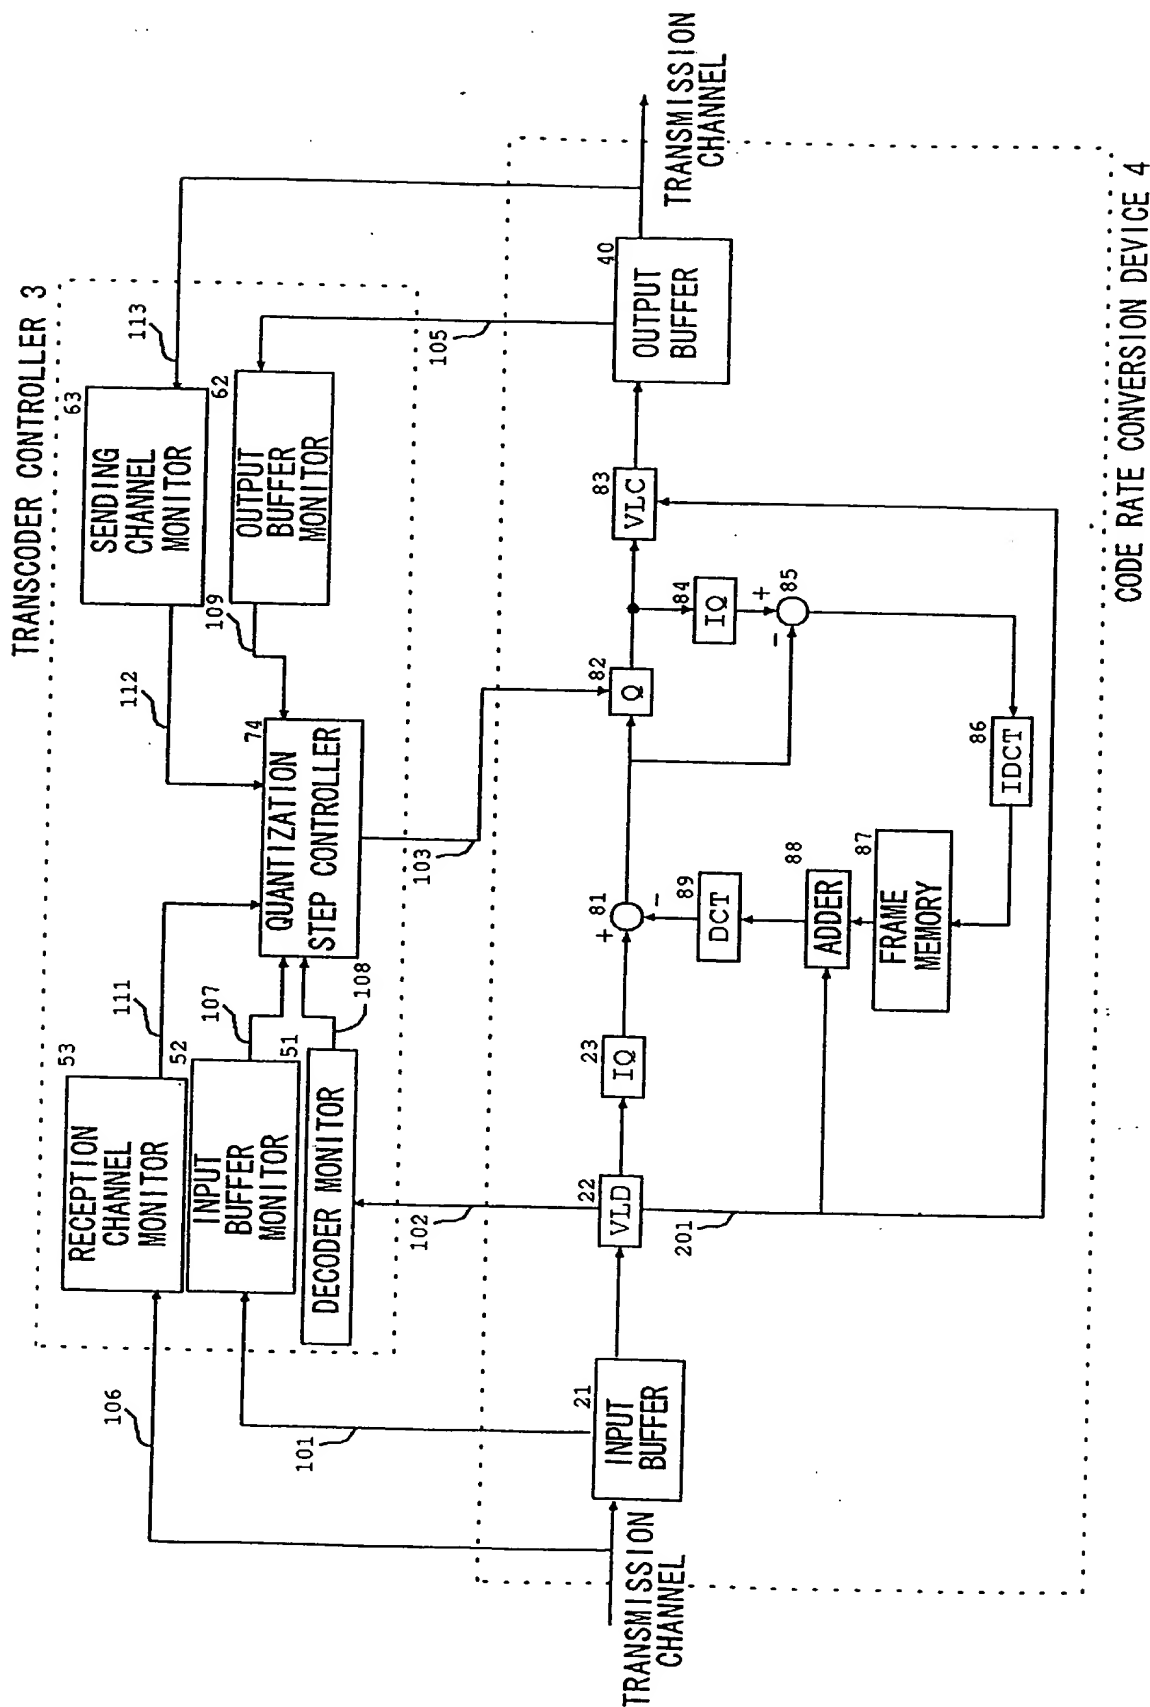 TRANSCODER CONTROLLER 3
53
RECEPTION
CHANNEL
MONITOR
52
INPUT
BUFFER
MONITOR
51
DECODER MONITOR
111
107
108
74
QUANTIZATION
STEP CONTROLLER
112
109
63
SENDING
CHANNEL
MONITOR
62
OUTPUT
BUFFER
MONITOR
113
106
101
102
103
105
TRANSMISSION
CHANNEL
21
INPUT
BUFFER
22
VLD
23
IQ
+
81
-
82
Q
83
VLC
40
OUTPUT
BUFFER
TRANSMISSION
CHANNEL
201
89
DCT
84
IQ
+
85
-
88
ADDER
87
FRAME
MEMORY
86
IDCT
CODE RATE CONVERSION DEVICE 4